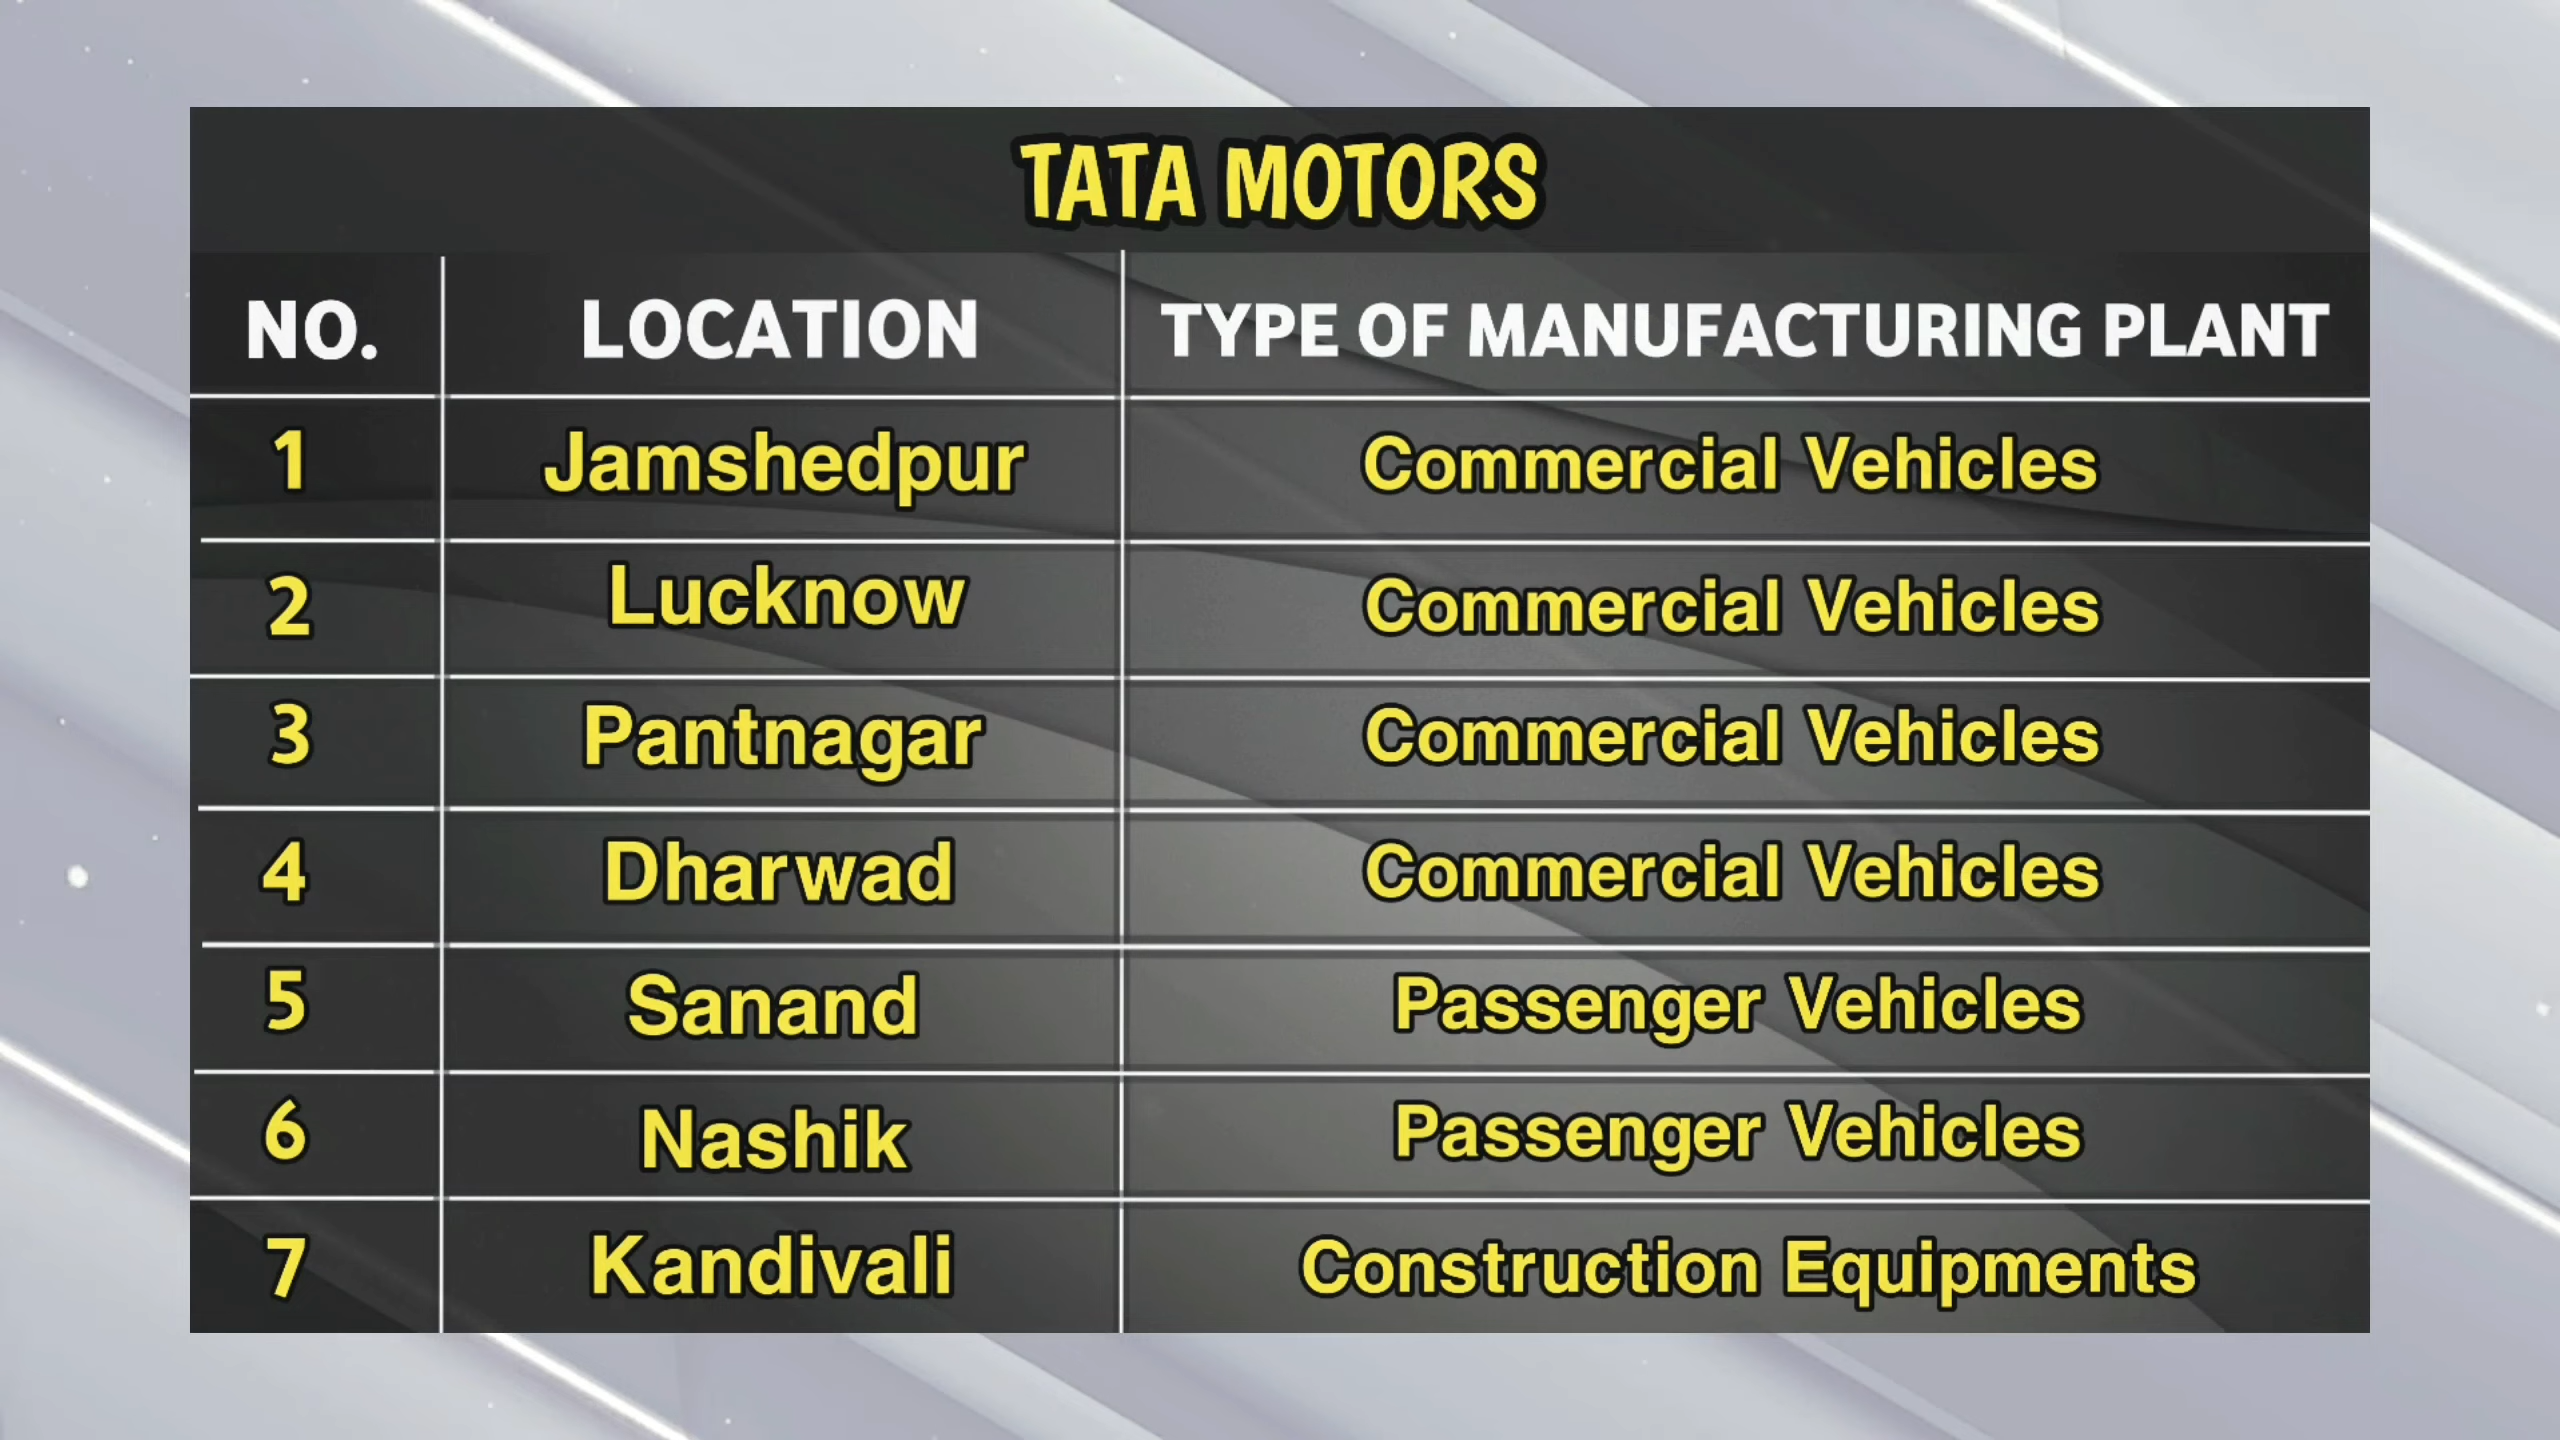 TATA MOTORS
NO. LOCATION TYPE OF MANUFACTURING PLANT
1 Jamshedpur Commercial Vehicles
2 Lucknow Commercial Vehicles
3 Pantnagar Commercial Vehicles
4 Dharwad Commercial Vehicles
5 Sanand Passenger Vehicles
6 Nashik Passenger Vehicles
7 Kandivali Construction Equipments